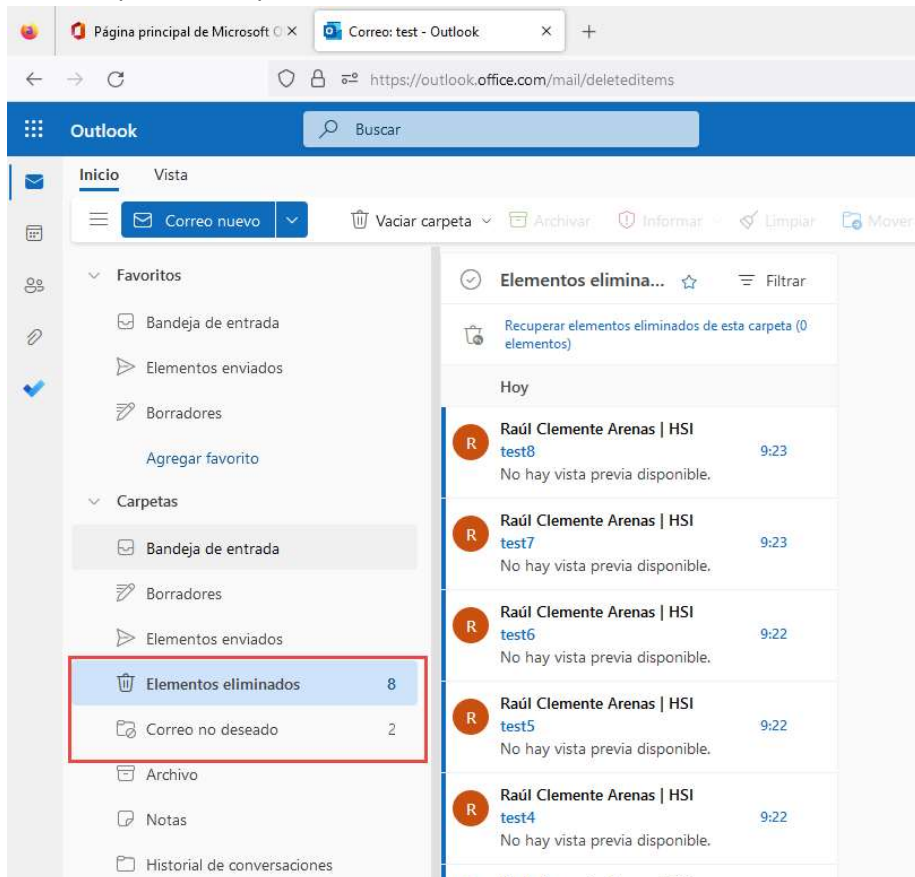 Página principal de Microsoft O
Correo: test - Outlook
https://outlook.office.com/mail/deleteditems
Outlook
Buscar
Inicio Vista
Correo nuevo Vaciar carpeta Archivar Informar Limpiar Mover
Favoritos
Bandeja de entrada
Elementos enviados
Borradores
Agregar favorito
Carpetas
Bandeja de entrada
Borradores
Elementos enviados
Elementos eliminados 8
Correo no deseado 2
Archivo
Notas
Historial de conversaciones
Elementos elimina... Filtrar
Recuperar elementos eliminados de esta carpeta (0
elementos)
Hoy
R
Raúl Clemente Arenas | HSI
test8 9:23
No hay vista previa disponible.
R
Raúl Clemente Arenas | HSI
test7 9:23
No hay vista previa disponible.
R
Raúl Clemente Arenas | HSI
test6 9:22
No hay vista previa disponible.
R
Raúl Clemente Arenas | HSI
test5 9:22
No hay vista previa disponible.
R
Raúl Clemente Arenas | HSI
test4 9:22
No hay vista previa disponible.